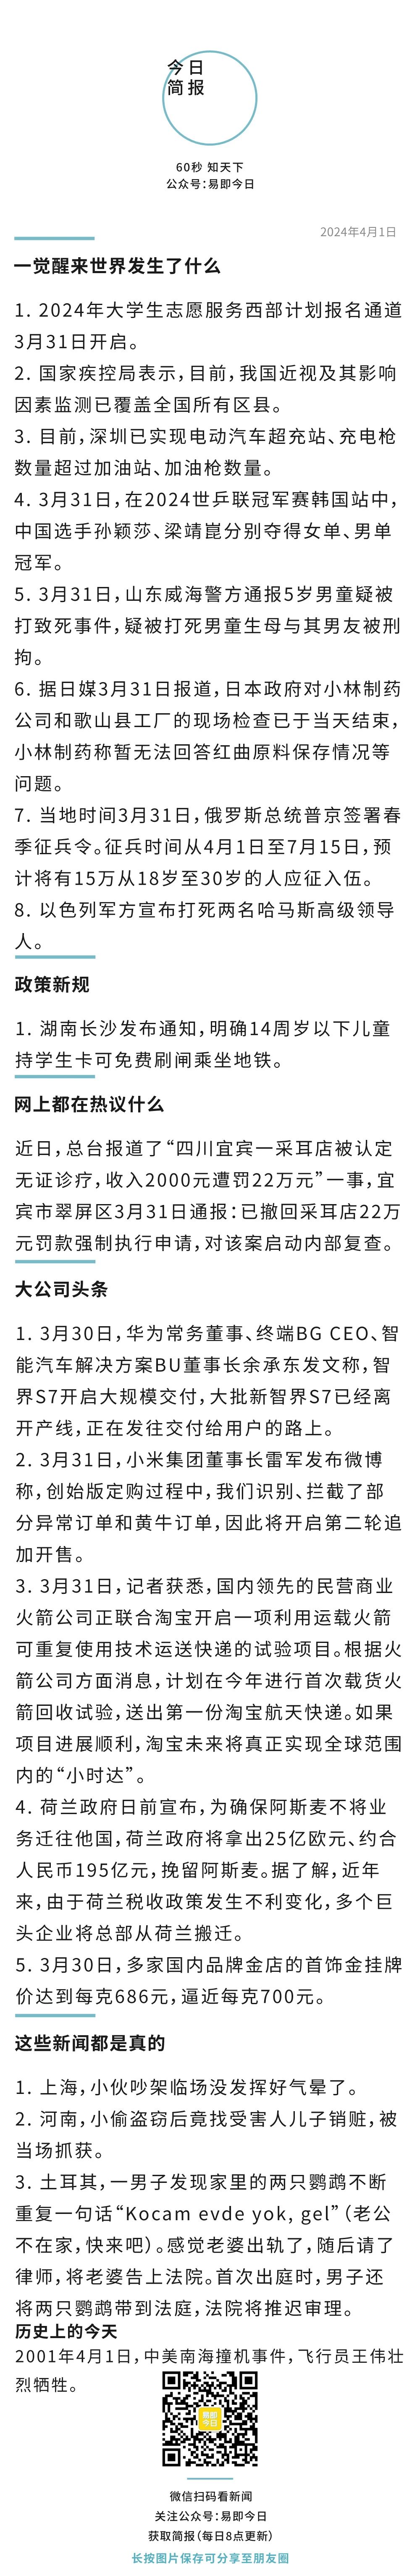 今日
简报
60秒 知天下
公众号:易即今日
2024年4月1日
一觉醒来世界发生了什么
1. 2024年大学生志愿服务西部计划报名通道
3月31日开启。
2. 国家疾控局表示,目前,我国近视及其影响
因素监测已覆盖全国所有区县。
3. 目前,深圳已实现电动汽车超充站、充电枪
数量超过加油站、加油枪数量。
4. 3月31日,在2024世乒联冠军赛韩国站中,
中国选手孙颖莎、梁靖崑分别夺得女单、男单
冠军。
5. 3月31日,山东威海警方通报5岁男童疑被
打致死事件,疑被打死男童生母与其男友被刑
拘。
6. 据日媒3月31日报道,日本政府对小林制药
公司和歌山县工厂的现场检查已于当天结束,
小林制药称暂无法回答红曲原料保存情况等
问题。
7. 当地时间3月31日,俄罗斯总统普京签署春
季征兵令。征兵时间从4月1日至7月15日,预
计将有15万从18岁至30岁的人应征入伍。
8. 以色列军方宣布打死两名哈马斯高级领导
人。
政策新规
1. 湖南长沙发布通知,明确14周岁以下儿童
持学生卡可免费刷闸乘坐地铁。
网上都在热议什么
近日,总台报道了“四川宜宾一采耳店被认定
无证诊疗,收入2000元遭罚22万元”一事,宜
宾市翠屏区3月31日通报:已撤回采耳店22万
元罚款强制执行申请,对该案启动内部复查。
大公司头条
1. 3月30日,华为常务董事、终端BG CEO、智
能汽车解决方案BU董事长余承东发文称,智
界S7开启大规模交付,大批新智界S7已经离
开产线,正在发往交付给用户的路上。
2. 3月31日,小米集团董事长雷军发布微博
称,创始版定购过程中,我们识别、拦截了部
分异常订单和黄牛订单,因此将开启第二轮追
加开售。
3. 3月31日,记者获悉,国内领先的民营商业
火箭公司正联合淘宝开启一项利用运载火箭
可重复使用技术运送快递的试验项目。根据火
箭公司方面消息,计划在今年进行首次载货火
箭回收试验,送出第一份淘宝航天快递。如果
项目进展顺利,淘宝未来将真正实现全球范围
内的“小时达”。
4. 荷兰政府日前宣布,为确保阿斯麦不将业
务迁往他国,荷兰政府将拿出25亿欧元、约合
人民币195亿元,挽留阿斯麦。据了解,近年
来,由于荷兰税收政策发生不利变化,多个巨
头企业将总部从荷兰搬迁。
5. 3月30日,多家国内品牌金店的首饰金挂牌
价达到每克686元,逼近每克700元。
这些新闻都是真的
1. 上海,小伙吵架临场没发挥好气晕了。
2. 河南,小偷盗窃后竟找受害人儿子销赃,被
当场抓获。
3. 土耳其,一男子发现家里的两只鹦鹉不断
重复一句话“Kocam evde yok, gel”(老公
不在家,快来吧)。感觉老婆出轨了,随后请了
律师,将老婆告上法院。首次出庭时,男子还
将两只鹦鹉带到法庭,法院将推迟审理。
历史上的今天
2001年4月1日,中美南海撞机事件,飞行员王伟壮
烈牺牲。
易即
今日
微信扫码看新闻
关注公众号:易即今日
获取简报(每日8点更新)
长按图片保存可分享至朋友圈